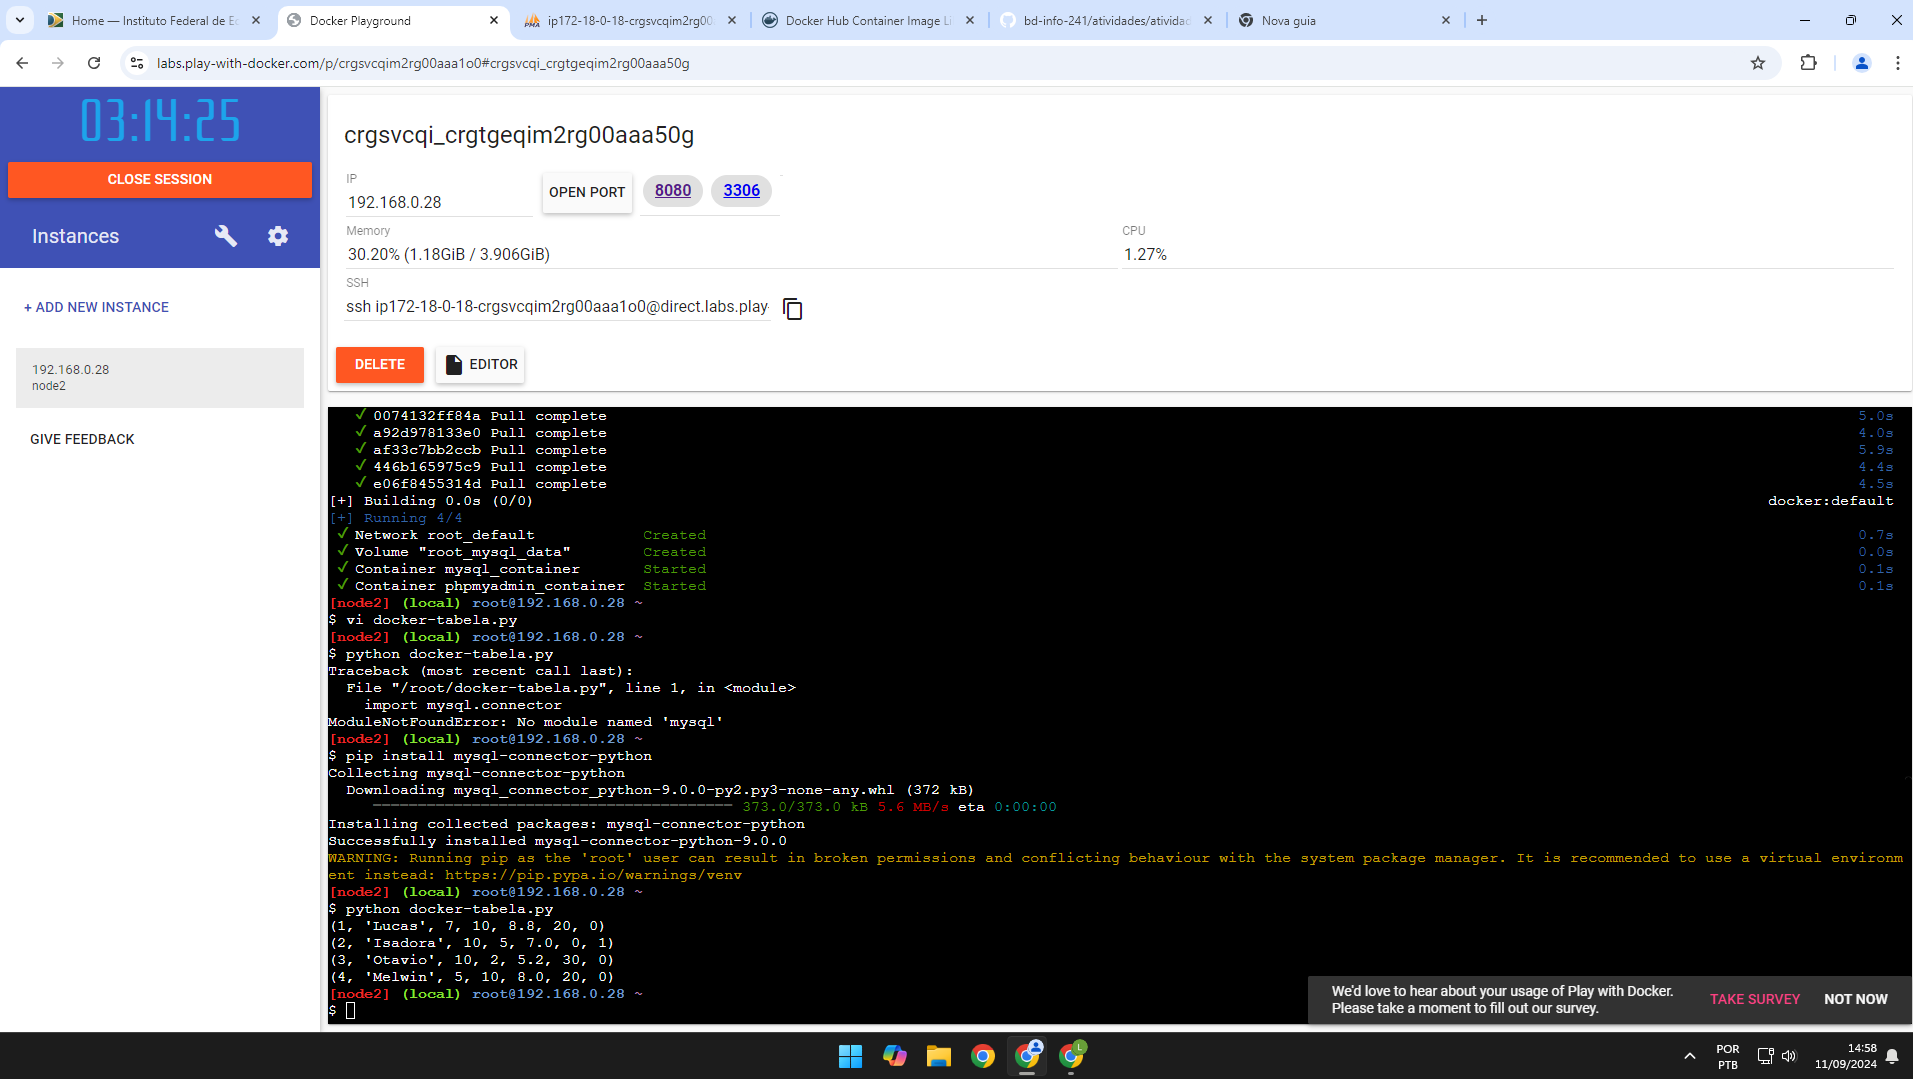 Home — Instituto Federal de E
Docker Playground
ip172-18-0-18-crgsvcqim2rg00
Docker Hub Container Image Li
bd-info-241/atividades/atividad
Nova guia
labs.play-with-docker.com/p/crgsvcqim2rg00aaa1o0#crgsvcqi_crgtgeqim2rg00aaa50g
03:14:25
CLOSE SESSION
Instances
+ ADD NEW INSTANCE
192.168.0.28
node2
GIVE FEEDBACK
crgsvcqi_crgtgeqim2rg00aaa50g
IP
192.168.0.28
OPEN PORT
8080
3306
Memory
30.20% (1.18GiB / 3.906GiB)
CPU
1.27%
SSH
ssh ip172-18-0-18-crgsvcqim2rg00aaa1o0@direct.labs.play-
DELETE
EDITOR
✓ 0074132ff84a Pull complete 5.0s
✓ a92d978133e0 Pull complete 4.0s
✓ af33c7bb2ccb Pull complete 5.9s
✓ 446b165975c9 Pull complete 4.4s
✓ e06f8455314d Pull complete 4.5s
[+] Building 0.0s (0/0) docker:default
[+] Running 4/4
✓ Network root_default Created 0.7s
✓ Volume "root_mysql_data" Created 0.0s
✓ Container mysql_container Started 0.1s
✓ Container phpmyadmin_container Started 0.1s
[node2] (local) root@192.168.0.28 ~
$ vi docker-tabela.py
[node2] (local) root@192.168.0.28 ~
$ python docker-tabela.py
Traceback (most recent call last):
File "/root/docker-tabela.py", line 1, in <module>
import mysql.connector
ModuleNotFoundError: No module named 'mysql'
[node2] (local) root@192.168.0.28 ~
$ pip install mysql-connector-python
Collecting mysql-connector-python
Downloading mysql_connector_python-9.0.0-py2.py3-none-any.whl (372 kB)
373.0/373.0 kB 5.6 MB/s eta 0:00:00
Installing collected packages: mysql-connector-python
Successfully installed mysql-connector-python-9.0.0
WARNING: Running pip as the 'root' user can result in broken permissions and conflicting behaviour with the system package manager. It is recommended to use a virtual environm
ent instead: https://pip.pypa.io/warnings/venv
[node2] (local) root@192.168.0.28 ~
$ python docker-tabela.py
(1, 'Lucas', 7, 10, 8.8, 20, 0)
(2, 'Isadora', 10, 5, 7.0, 0, 1)
(3, 'Otavio', 10, 2, 5.2, 30, 0)
(4, 'Melwin', 5, 10, 8.0, 20, 0)
[node2] (local) root@192.168.0.28 ~
$
We'd love to hear about your usage of Play with Docker.
Please take a moment to fill out our survey.
TAKE SURVEY
NOT NOW
POR
PTB
14:58
11/09/2024